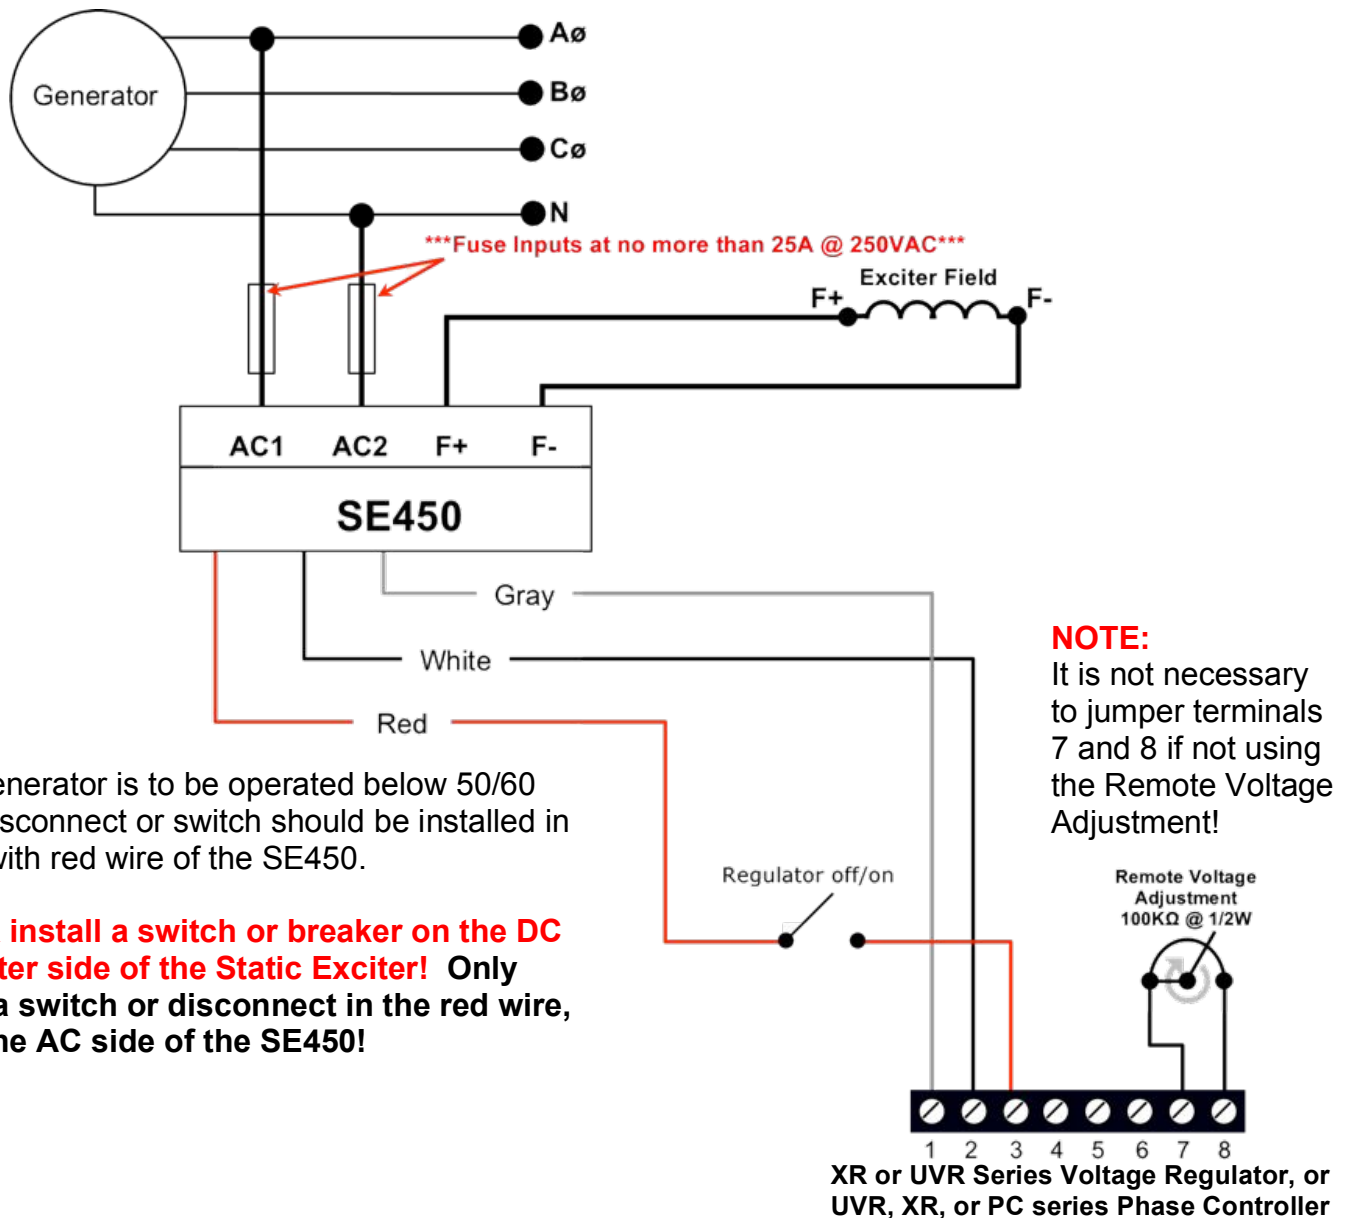 Generator
Aø
Bø
Cø
N
***Fuse Inputs at no more than 25A @ 250VAC***
Exciter Field
F+
F-
AC1 AC2 F+ F-
SE450
Gray
White
Red
NOTE:
It is not necessary
to jumper terminals
7 and 8 if not using
the Remote Voltage
Adjustment!
enerator is to be operated below 50/60
isconnect or switch should be installed in
with red wire of the SE450.
install a switch or breaker on the DC
ter side of the Static Exciter! Only
a switch or disconnect in the red wire,
he AC side of the SE450!
Regulator off/on
Remote Voltage
Adjustment
100KΩ @ 1/2W
1 2 3 4 5 6 7 8
XR or UVR Series Voltage Regulator, or
UVR, XR, or PC series Phase Controller